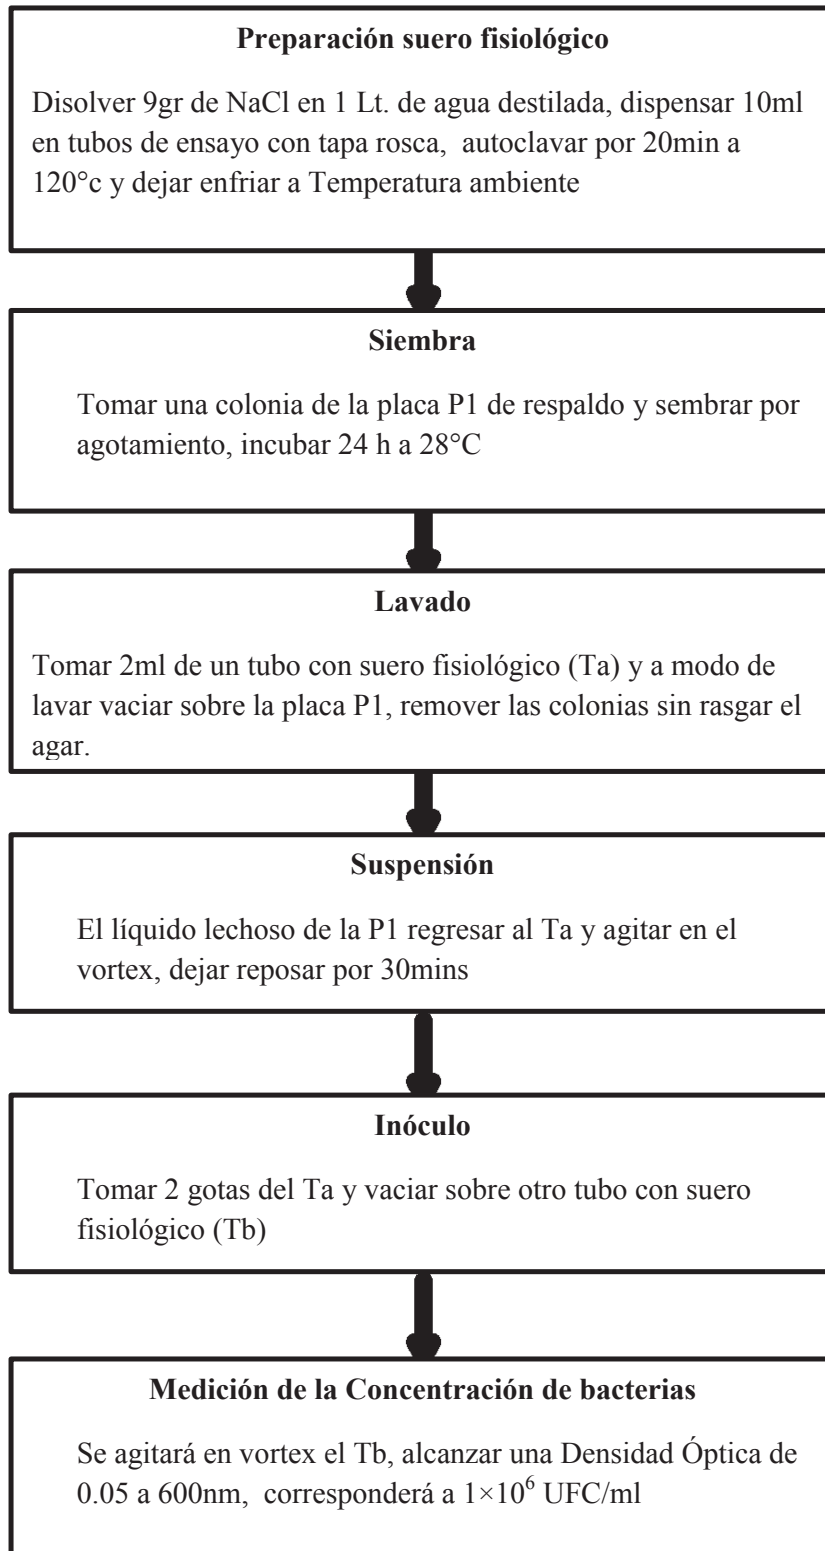 Preparación suero fisiológico
Disolver 9gr de NaCl en 1 Lt. de agua destilada, dispensar 10ml
en tubos de ensayo con tapa rosca, autoclavar por 20min a
120°c y dejar enfriar a Temperatura ambiente
Siembra
Tomar una colonia de la placa P1 de respaldo y sembrar por
agotamiento, incubar 24 h a 28°C
Lavado
Tomar 2ml de un tubo con suero fisiológico (Ta) y a modo de
lavar vaciar sobre la placa P1, remover las colonias sin rasgar el
agar.
Suspensión
El líquido lechoso de la P1 regresar al Ta y agitar en el
vortex, dejar reposar por 30mins
Inóculo
Tomar 2 gotas del Ta y vaciar sobre otro tubo con suero
fisiológico (Tb)
Medición de la Concentración de bacterias
Se agitará en vortex el Tb, alcanzar una Densidad Óptica de
0.05 a 600nm, corresponderá a 1×10⁶ UFC/ml